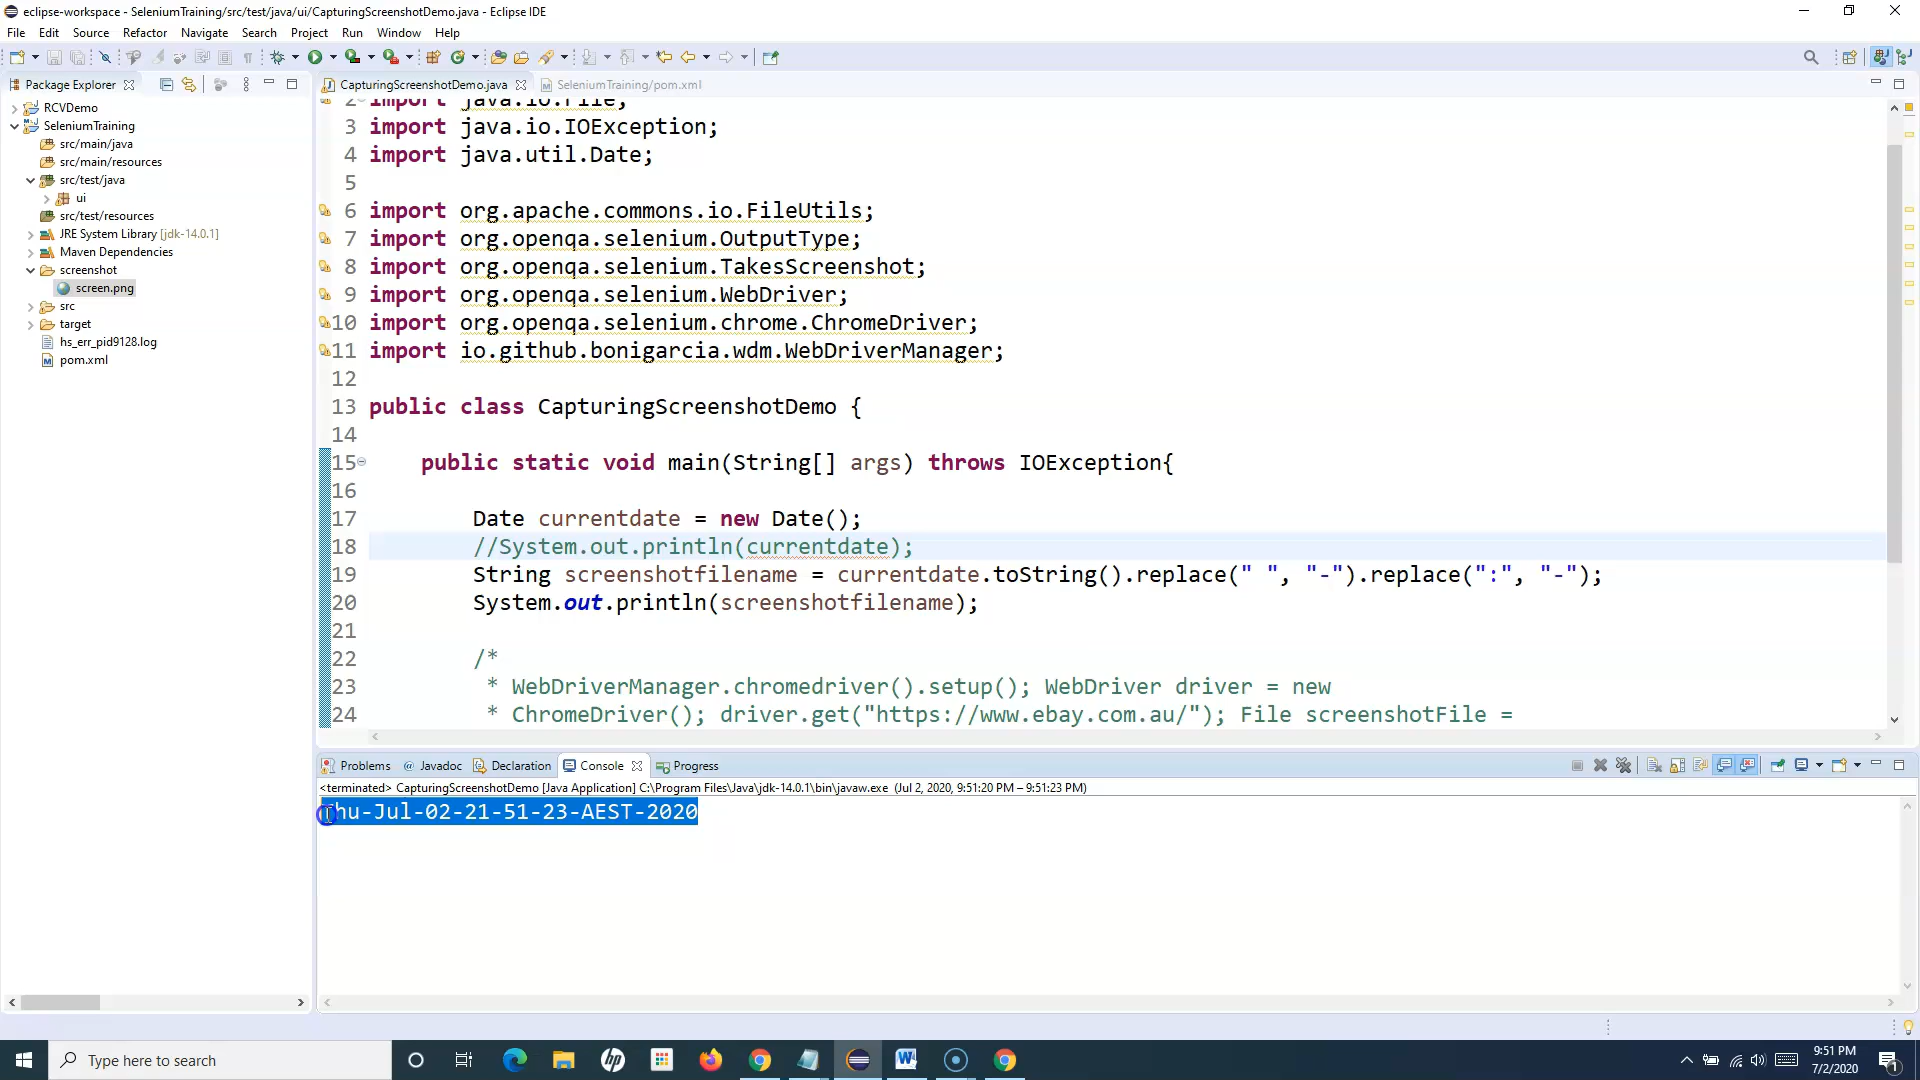 eclipse-workspace - SeleniumTraining/src/test/java/ui/CapturingScreenshotDemo.java - Eclipse IDE
File Edit Source Refactor Navigate Search Project Run Window Help
Package Explorer
RCVDemo
SeleniumTraining
src/main/java
src/main/resources
src/test/java
ui
src/test/resources
JRE System Library [jdk-14.0.1]
Maven Dependencies
screenshot
screen.png
src
target
hs_err_pid9128.log
pom.xml
CapturingScreenshotDemo.java SeleniumTraining/pom.xml
2 import java.io.File;
3 import java.io.IOException;
4 import java.util.Date;
5
6 import org.apache.commons.io.FileUtils;
7 import org.openqa.selenium.OutputType;
8 import org.openqa.selenium.TakesScreenshot;
9 import org.openqa.selenium.WebDriver;
10 import org.openqa.selenium.chrome.ChromeDriver;
11 import io.github.bonigarcia.wdm.WebDriverManager;
12
13 public class CapturingScreenshotDemo {
14
15 public static void main(String[] args) throws IOException{
16
17 Date currentdate = new Date();
18 //System.out.println(currentdate);
19 String screenshotfilename = currentdate.toString().replace(" ", "-").replace(":", "-");
20 System.out.println(screenshotfilename);
21
22 /*
23 * WebDriverManager.chromedriver().setup(); WebDriver driver = new
24 * ChromeDriver(); driver.get("https://www.ebay.com.au/"); File screenshotFile =
Problems Javadoc Declaration Console Progress
<terminated> CapturingScreenshotDemo [Java Application] C:\Program Files\Java\jdk-14.0.1\bin\javaw.exe (Jul 2, 2020, 9:51:20 PM – 9:51:23 PM)
Thu-Jul-02-21-51-23-AEST-2020
Type here to search
9:51 PM
7/2/2020